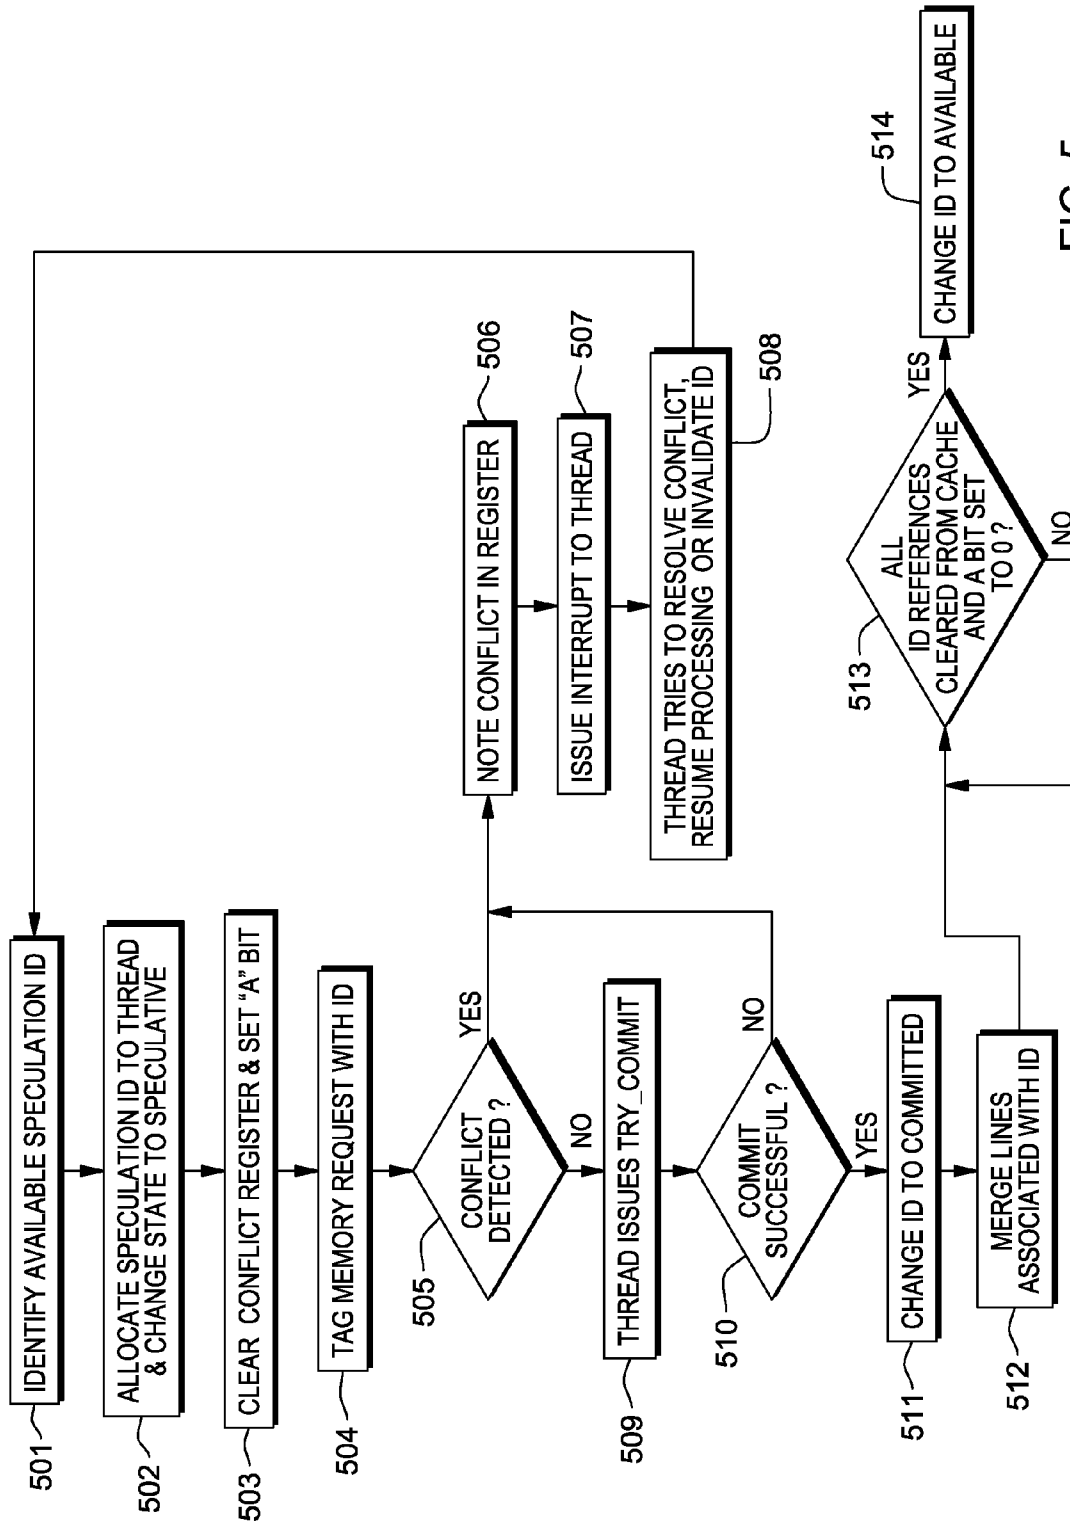 501
IDENTIFY AVAILABLE SPECULATION ID
502
ALLOCATE SPECULATION ID TO THREAD
& CHANGE STATE TO SPECULATIVE
503
CLEAR CONFLICT REGISTER & SET "A" BIT
504
TAG MEMORY REQUEST WITH ID
505
CONFLICT
DETECTED ?
YES
NO
506
NOTE CONFLICT IN REGISTER
507
ISSUE INTERRUPT TO THREAD
508
THREAD TRIES TO RESOLVE CONFLICT,
RESUME PROCESSING OR INVALIDATE ID
509
THREAD ISSUES TRY_COMMIT
510
COMMIT
SUCCESSFUL ?
NO
YES
511
CHANGE ID TO COMMITTED
512
MERGE LINES
ASSOCIATED WITH ID
513
ALL
ID REFERENCES
CLEARED FROM CACHE
AND A BIT SET
TO 0 ?
YES
NO
514
CHANGE ID TO AVAILABLE